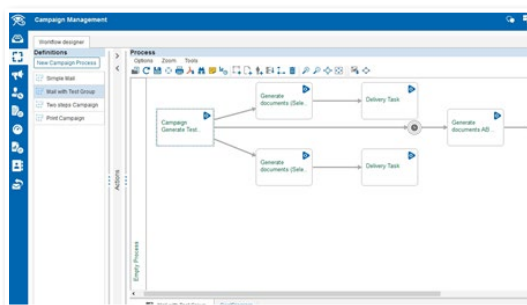 Campaign Management
Workflow designer
Definitions
New Campaign Process
Simple Mail
Mail with Test Group
Two steps Campaign
Print Campaign
Actions
Process
Options Zoom Tools
Campaign
Generate Test...
Generate
documents (Sele...
Delivery Task
Generate
documents AB...
Generate
documents (Sele...
Delivery Task
Empty Process